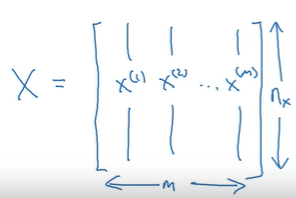 X = [ x^(1) x^(2) ... x^(m) ] n_x
m